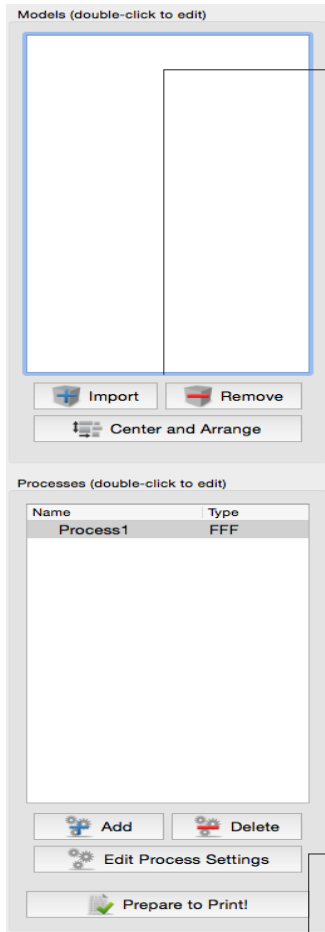 Models (double-click to edit)
Import Remove
Center and Arrange
Processes (double-click to edit)
Name Type
Process1 FFF
Add Delete
Edit Process Settings
Prepare to Print!